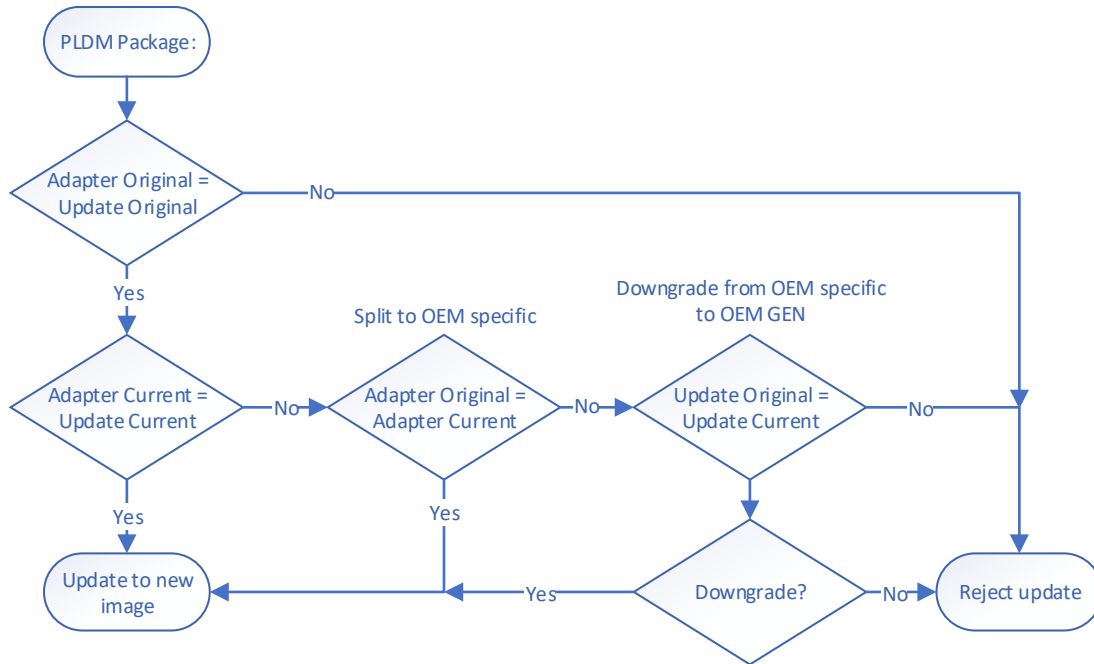 PLDM Package:
Adapter Original =
Update Original
No
Yes
Split to OEM specific
Downgrade from OEM specific
to OEM GEN
Adapter Current =
Update Current
No
Adapter Original =
Adapter Current
No
Update Original =
Update Current
No
Yes
Yes
Update to new
image
Yes
Downgrade?
No
Reject update